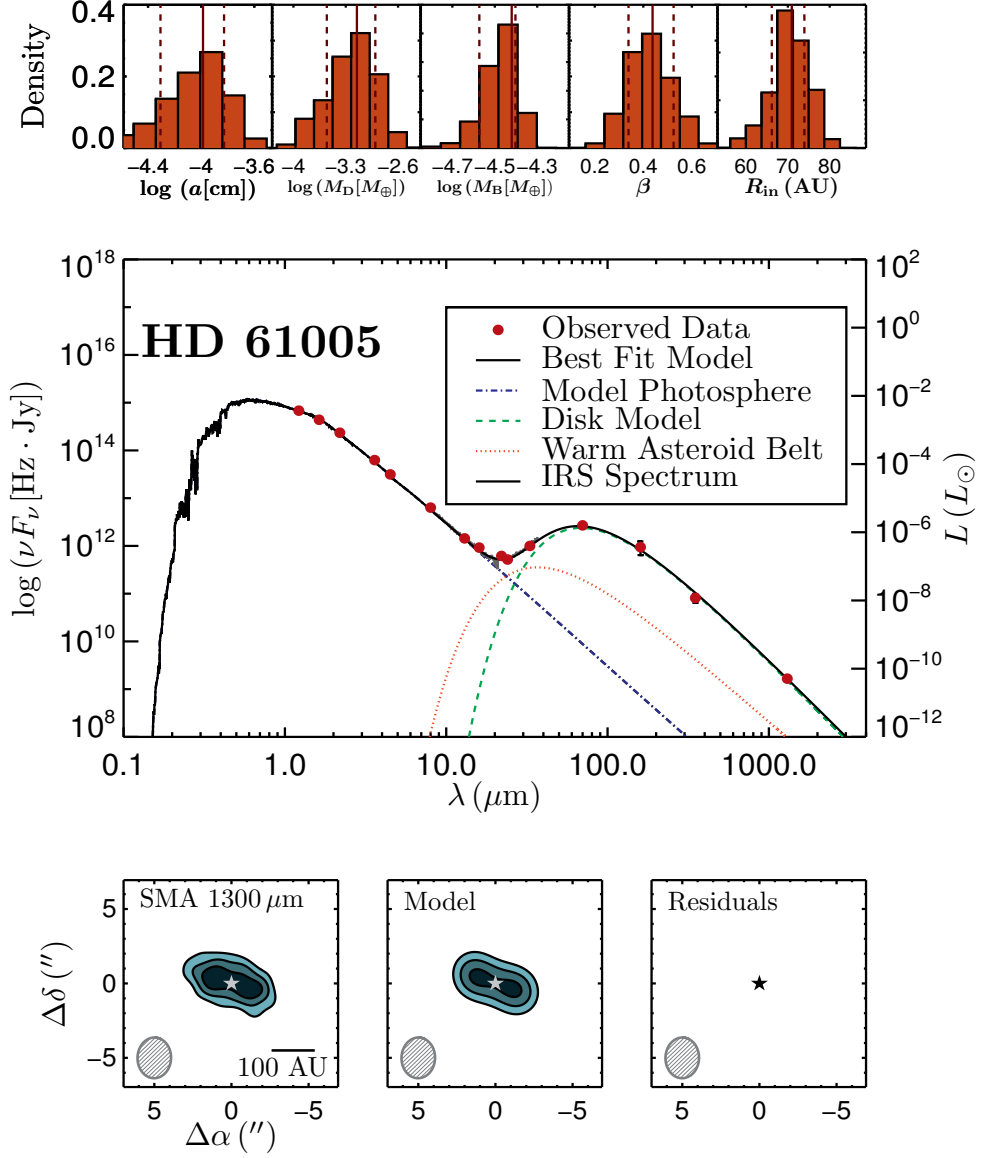 Density
0.4
0.2
0.0
−4.4 −4 −3.6
log (a[cm])
−4 −3.3 −2.6
log (M_D[M_⊕])
−4.7 −4.5 −4.3
log (M_B[M_⊕])
0.2 0.4 0.6
β
60 70 80
R_in (AU)
HD 61005
Observed Data
Best Fit Model
Model Photosphere
Disk Model
Warm Asteroid Belt
IRS Spectrum
log (νF_ν [Hz · Jy])
10^18
10^16
10^14
10^12
10^10
10^8
L (L_⊙)
10^2
10^0
10^−2
10^−4
10^−6
10^−8
10^−10
10^−12
0.1 1.0 10.0 100.0 1000.0
λ (μm)
SMA 1300 μm
100 AU
Model
Residuals
Δδ (″)
5
0
−5
5 0 −5
5 0 −5
5 0 −5
Δα (″)